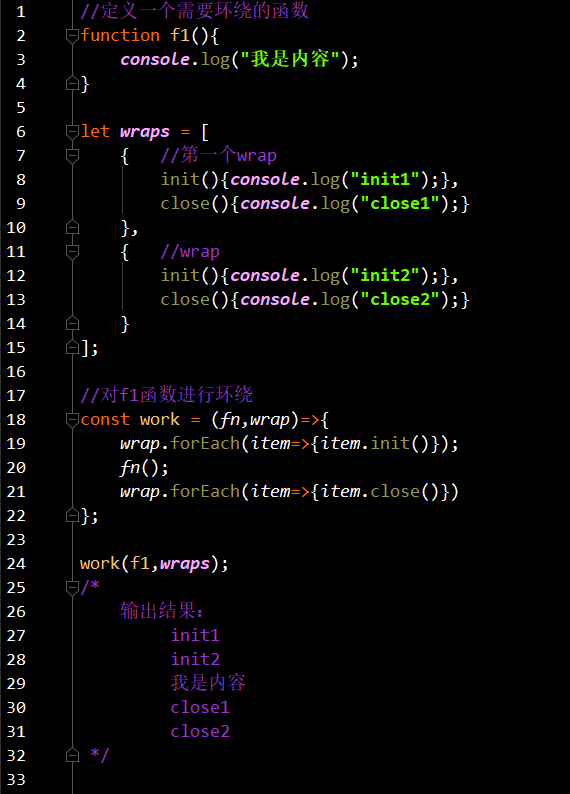 1 //定义一个需要环绕的函数
2 function f1(){
3     console.log("我是内容");
4 }
5
6 let wraps = [
7     {   //第一个wrap
8         init(){console.log("init1");},
9         close(){console.log("close1");}
10     },
11     {   //wrap
12         init(){console.log("init2");},
13         close(){console.log("close2");}
14     }
15 ];
16
17 //对f1函数进行环绕
18 const work = (fn,wrap)=>{
19     wrap.forEach(item=>{item.init()});
20     fn();
21     wrap.forEach(item=>{item.close()})
22 };
23
24 work(f1,wraps);
25 /*
26     输出结果:
27          init1
28          init2
29          我是内容
30          close1
31          close2
32  */
33